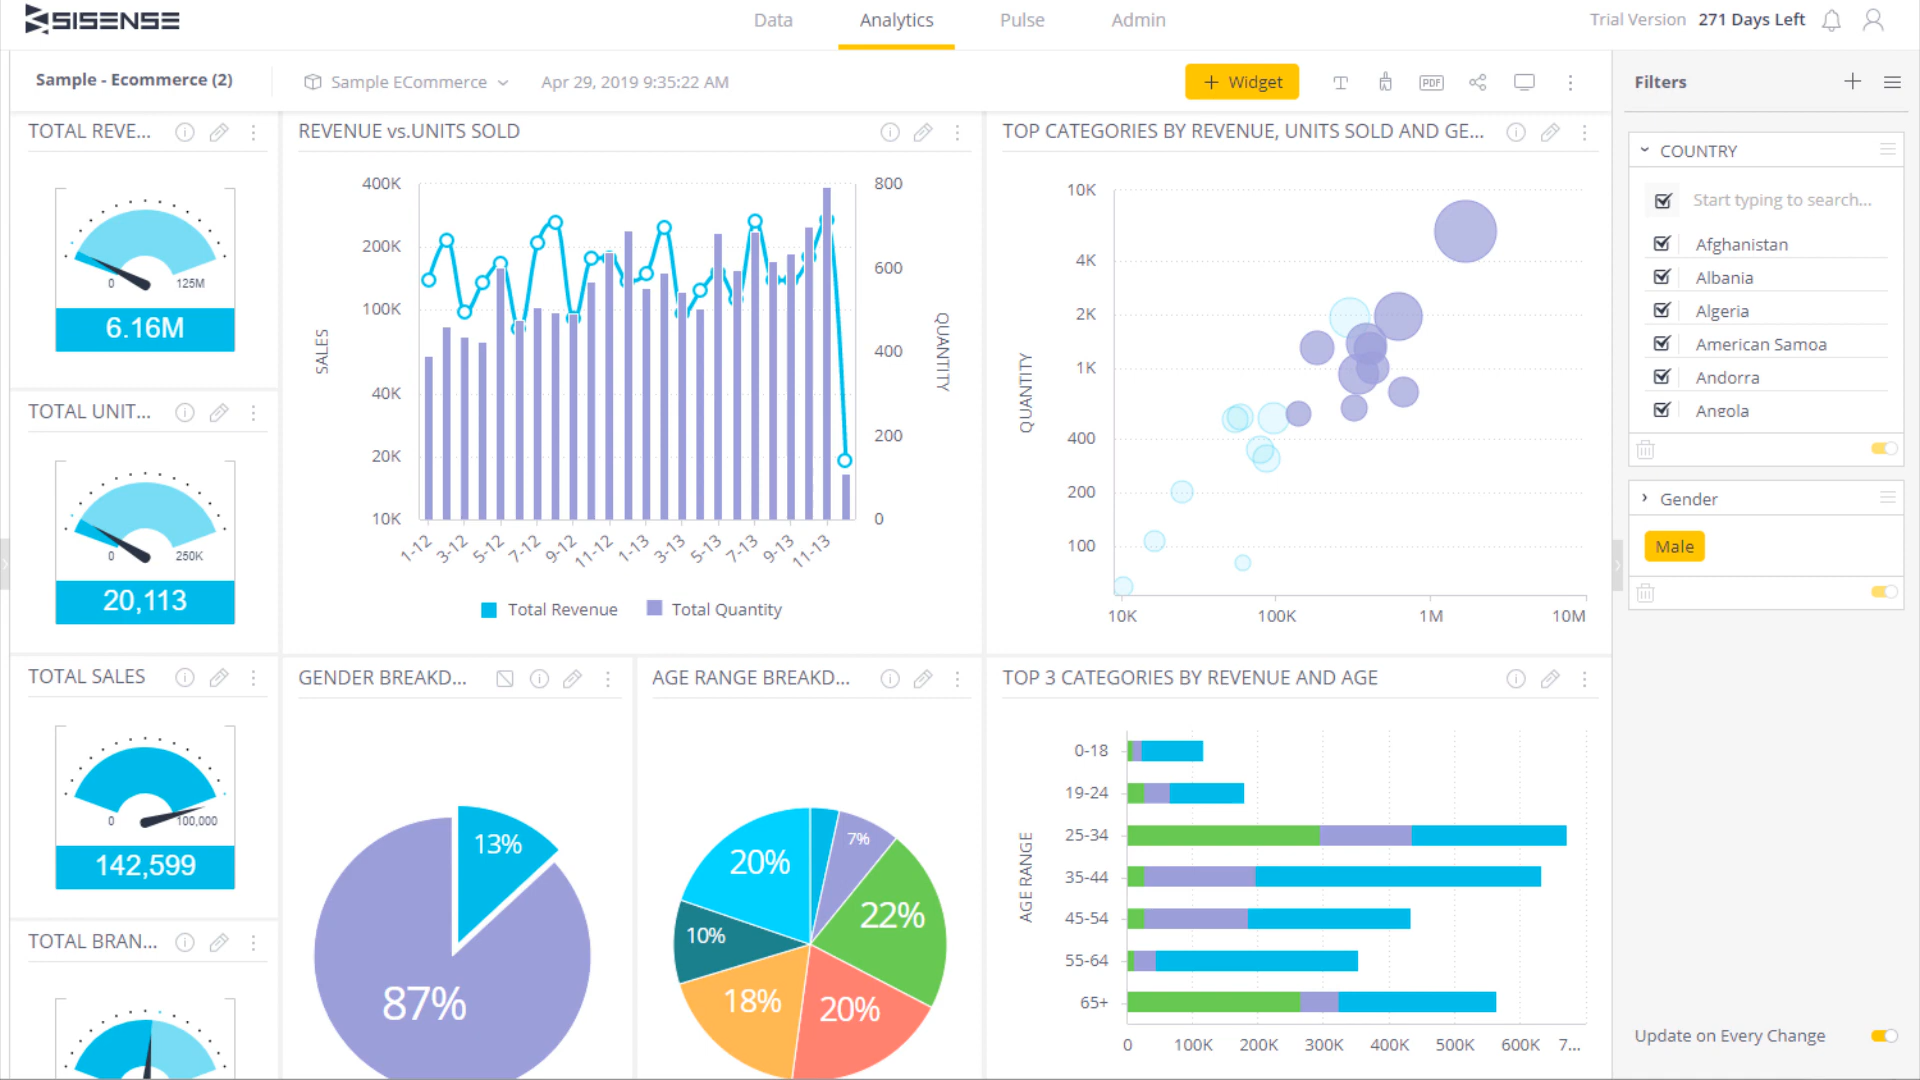 SISENSE
Data
Analytics
Pulse
Admin
Trial Version 271 Days Left
Sample - Ecommerce (2)
Sample ECommerce
Apr 29, 2019 9:35:22 AM
+ Widget
PDF
Filters
TOTAL REVE...
0
125M
6.16M
TOTAL UNIT...
0
250K
20,113
TOTAL SALES
0
100,000
142,599
TOTAL BRAN...
REVENUE vs.UNITS SOLD
400K
200K
100K
40K
20K
10K
SALES
800
600
400
200
0
QUANTITY
1-12
3-12
5-12
7-12
9-12
11-12
1-13
3-13
5-13
7-13
9-13
11-13
Total Revenue
Total Quantity
TOP CATEGORIES BY REVENUE, UNITS SOLD AND GE...
10K
4K
2K
1K
400
200
100
QUANTITY
10K
100K
1M
10M
GENDER BREAKD...
13%
87%
AGE RANGE BREAKD...
7%
22%
20%
18%
10%
20%
TOP 3 CATEGORIES BY REVENUE AND AGE
AGE RANGE
0-18
19-24
25-34
35-44
45-54
55-64
65+
0
100K
200K
300K
400K
500K
600K
7...
COUNTRY
Start typing to search...
Afghanistan
Albania
Algeria
American Samoa
Andorra
Angola
Gender
Male
Update on Every Change